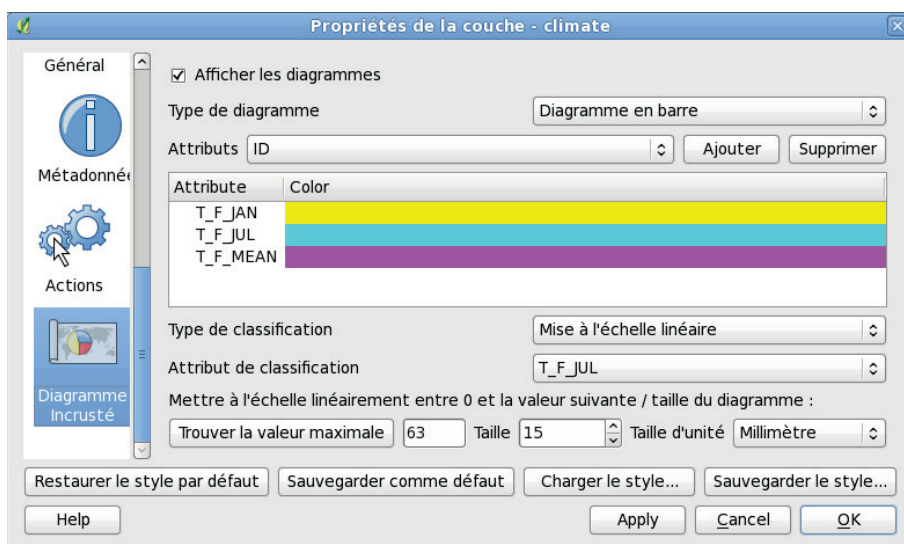 Propriétés de la couche - climate
Général
Métadonné
Actions
Diagramme
Incrusté
Afficher les diagrammes
Type de diagramme Diagramme en barre
Attributs ID Ajouter Supprimer
Attribute Color
T_F_JAN
T_F_JUL
T_F_MEAN
Type de classification Mise à l'échelle linéaire
Attribut de classification T_F_JUL
Mettre à l'échelle linéairement entre 0 et la valeur suivante / taille du diagramme :
Trouver la valeur maximale 63 Taille 15 Taille d'unité Millimètre
Restaurer le style par défaut Sauvegarder comme défaut Charger le style... Sauvegarder le style...
Help Apply Cancel OK